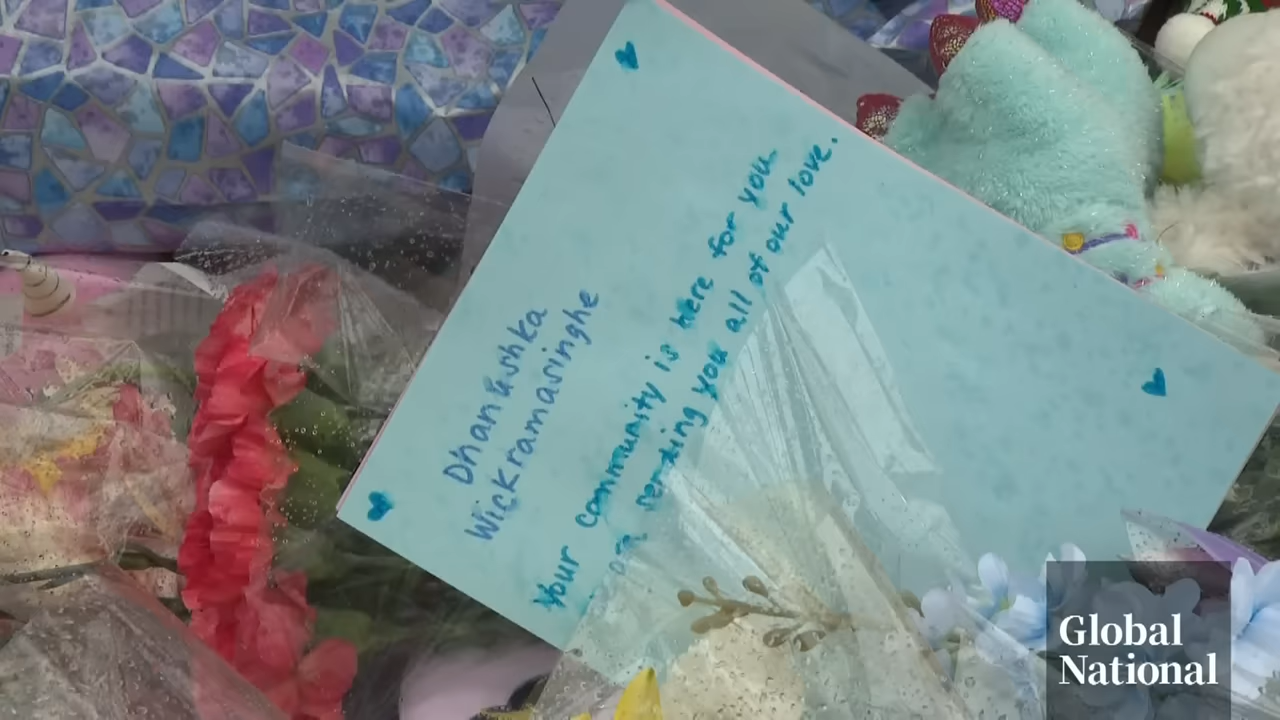 Dhanushka
Wickramasinghe
Your community is here for you
sending you all of our love.
Global
National